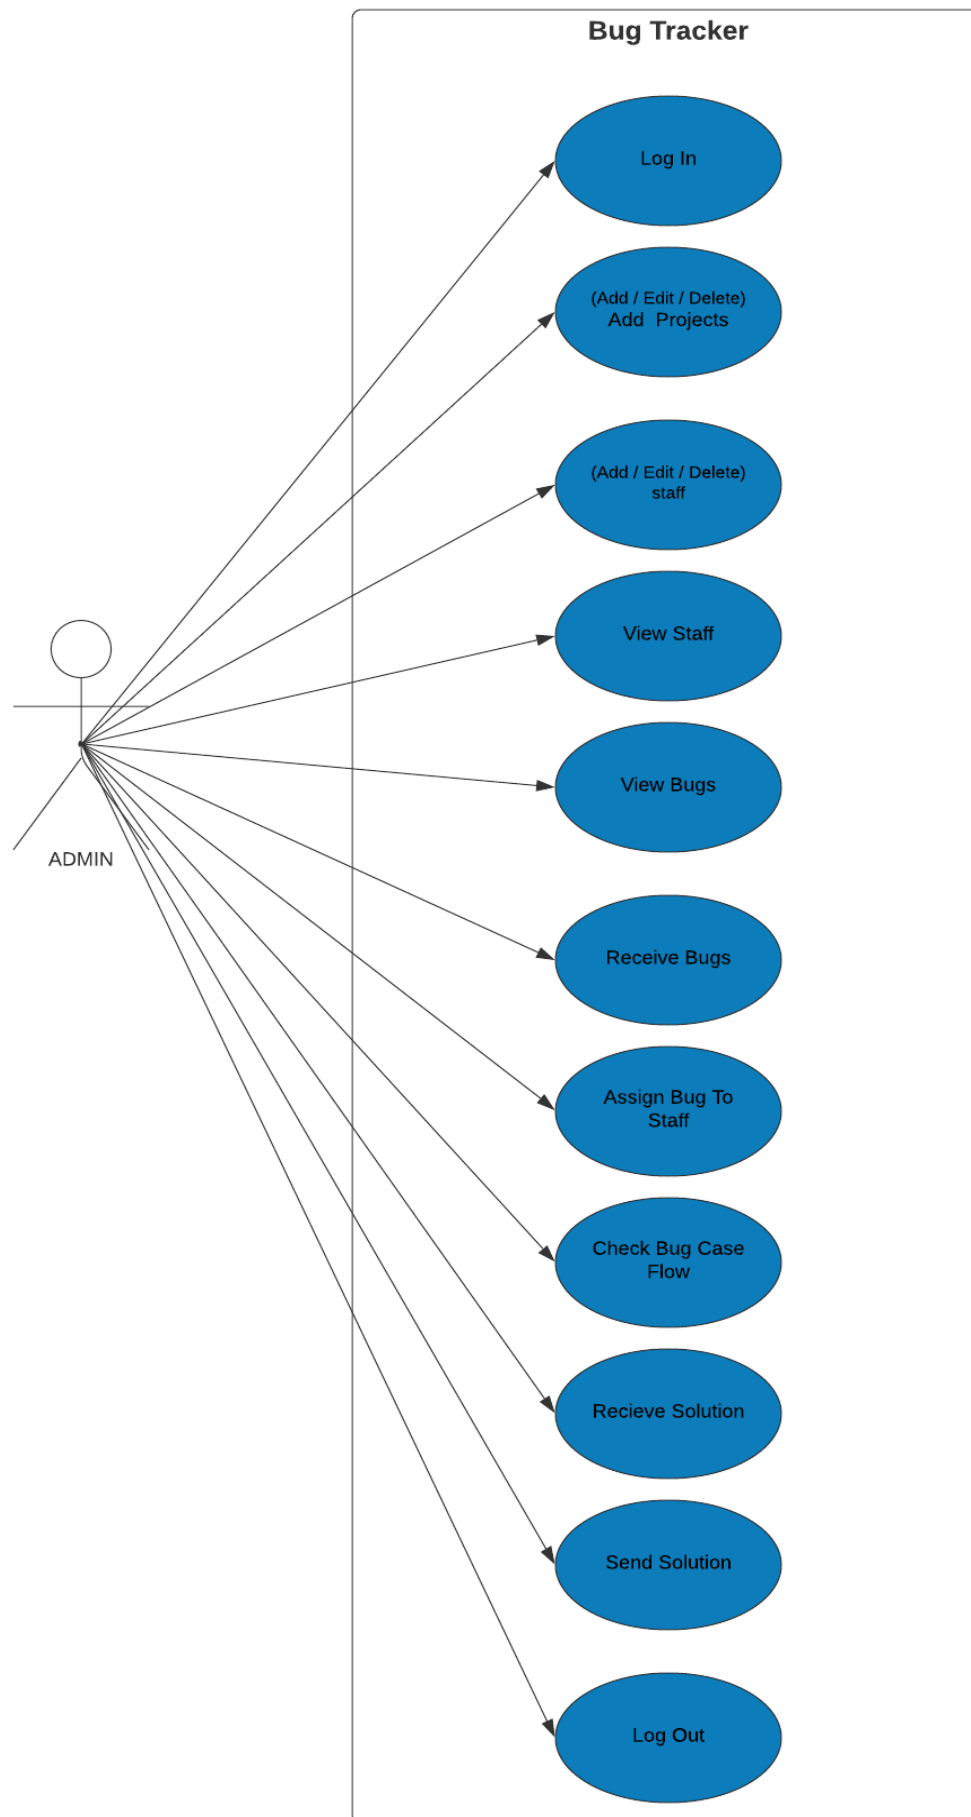 Bug Tracker
Log In
(Add / Edit / Delete)
Add  Projects
(Add / Edit / Delete)
staff
View Staff
View Bugs
ADMIN
Receive Bugs
Assign Bug To
Staff
Check Bug Case
Flow
Recieve Solution
Send Solution
Log Out